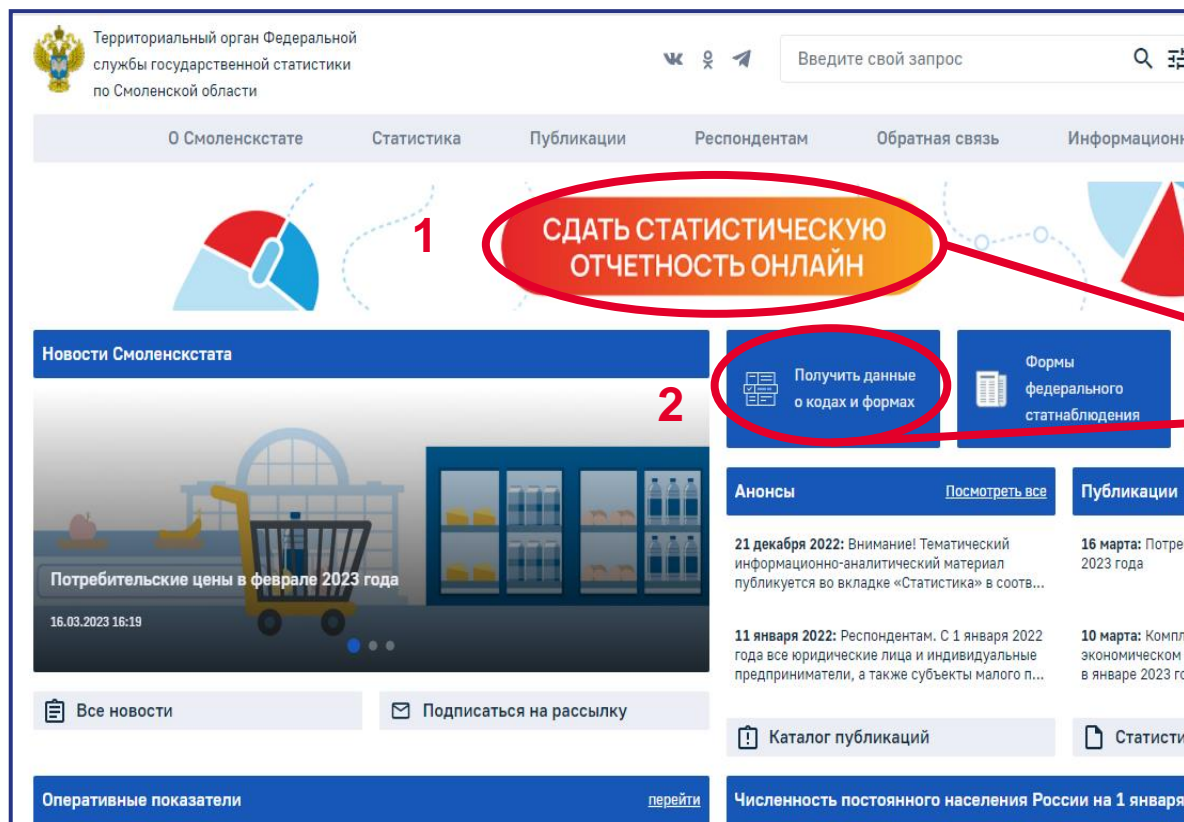 Территориальный орган Федеральной
службы государственной статистики
по Смоленской области
Введите свой запрос
О Смоленскстате
Статистика
Публикации
Респондентам
Обратная связь
Информационн
1
СДАТЬ СТАТИСТИЧЕСКУЮ
ОТЧЕТНОСТЬ ОНЛАЙН
Новости Смоленскстата
Потребительские цены в феврале 2023 года
16.03.2023 16:19
Все новости
Подписаться на рассылку
2
Получить данные
о кодах и формах
Формы
федерального
статнаблюдения
Анонсы
Посмотреть все
21 декабря 2022: Внимание! Тематический
информационно-аналитический материал
публикуется во вкладке «Статистика» в соотв...
11 января 2022: Респондентам. С 1 января 2022
года все юридические лица и индивидуальные
предприниматели, а также субъекты малого п...
Каталог публикаций
Публикации
16 марта: Потре
2023 года
10 марта: Компл
экономическом
в январе 2023 го
Статисти
Оперативные показатели
перейти
Численность постоянного населения России на 1 января